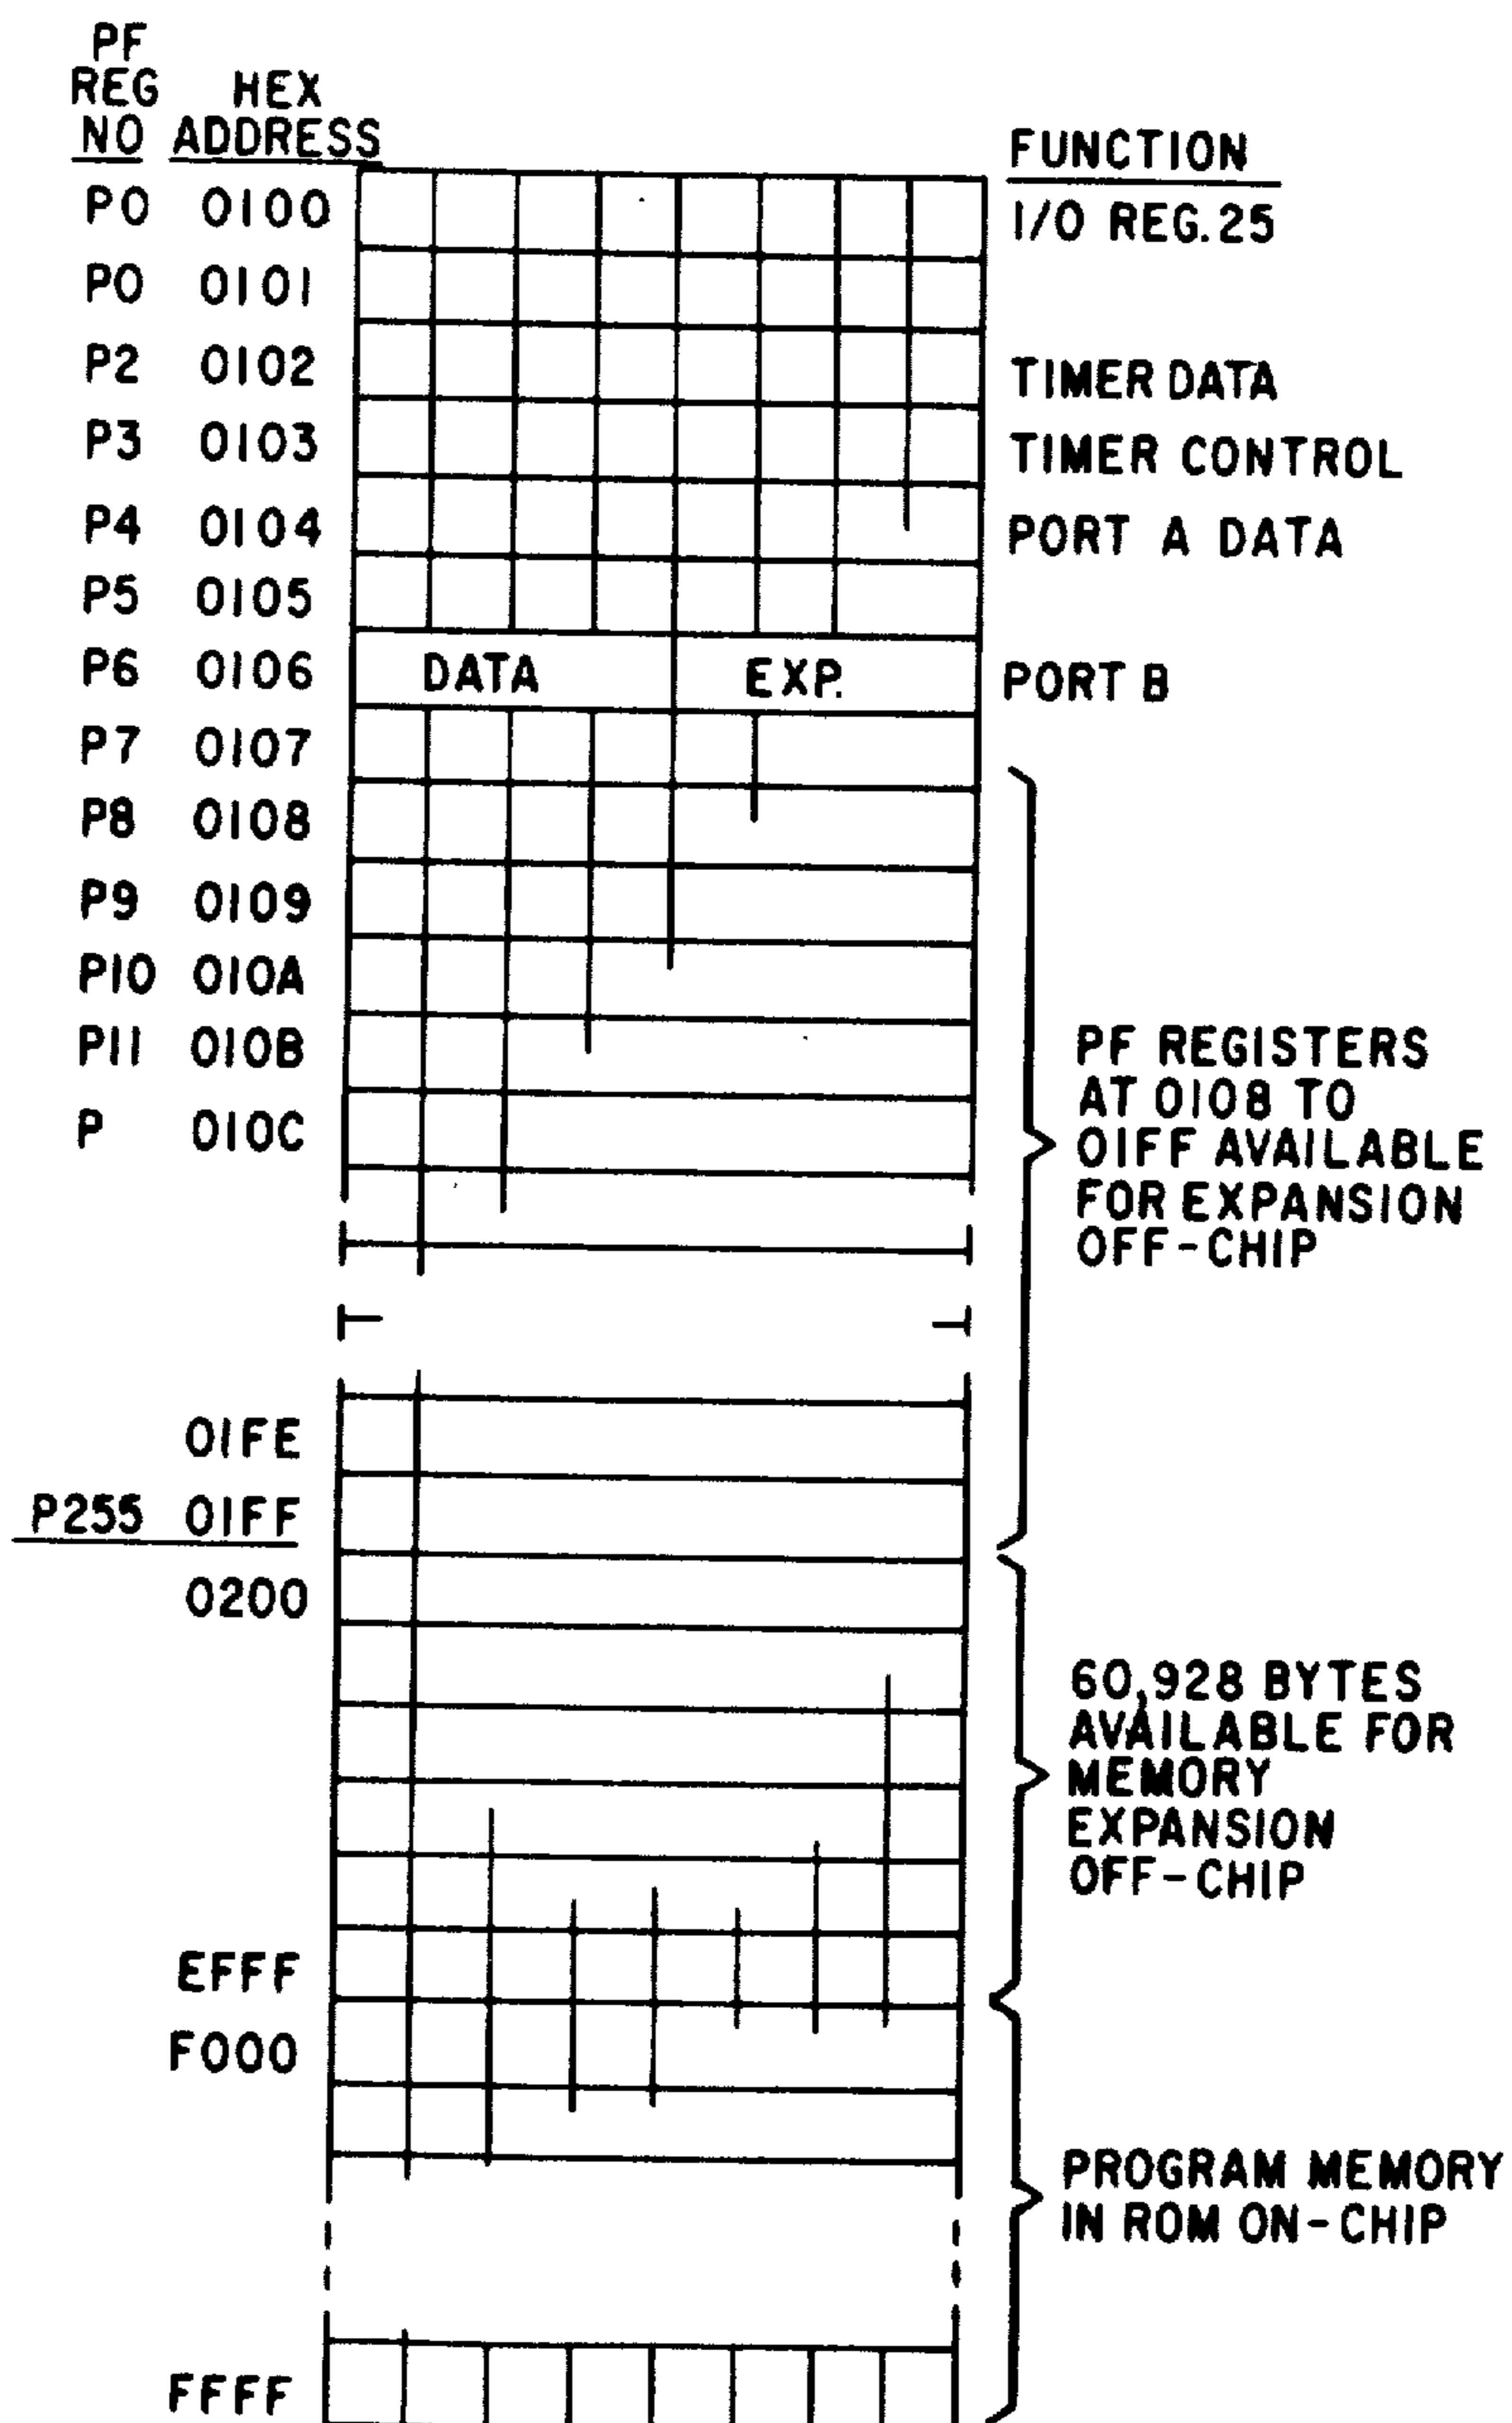 PF
REG HEX
NO ADDRESS FUNCTION
P0 0100 I/O REG.25
P0 0101
P2 0102 TIMER DATA
P3 0103 TIMER CONTROL
P4 0104 PORT A DATA
P5 0105
P6 0106 DATA EXP. PORT B
P7 0107
P8 0108
P9 0109
P10 010A
P11 010B
P 010C
PF REGISTERS
AT 0108 TO
01FF AVAILABLE
FOR EXPANSION
OFF-CHIP
01FE
P255 01FF
0200
60,928 BYTES
AVAILABLE FOR
MEMORY
EXPANSION
OFF-CHIP
EFFF
F000
PROGRAM MEMORY
IN ROM ON-CHIP
FFFF